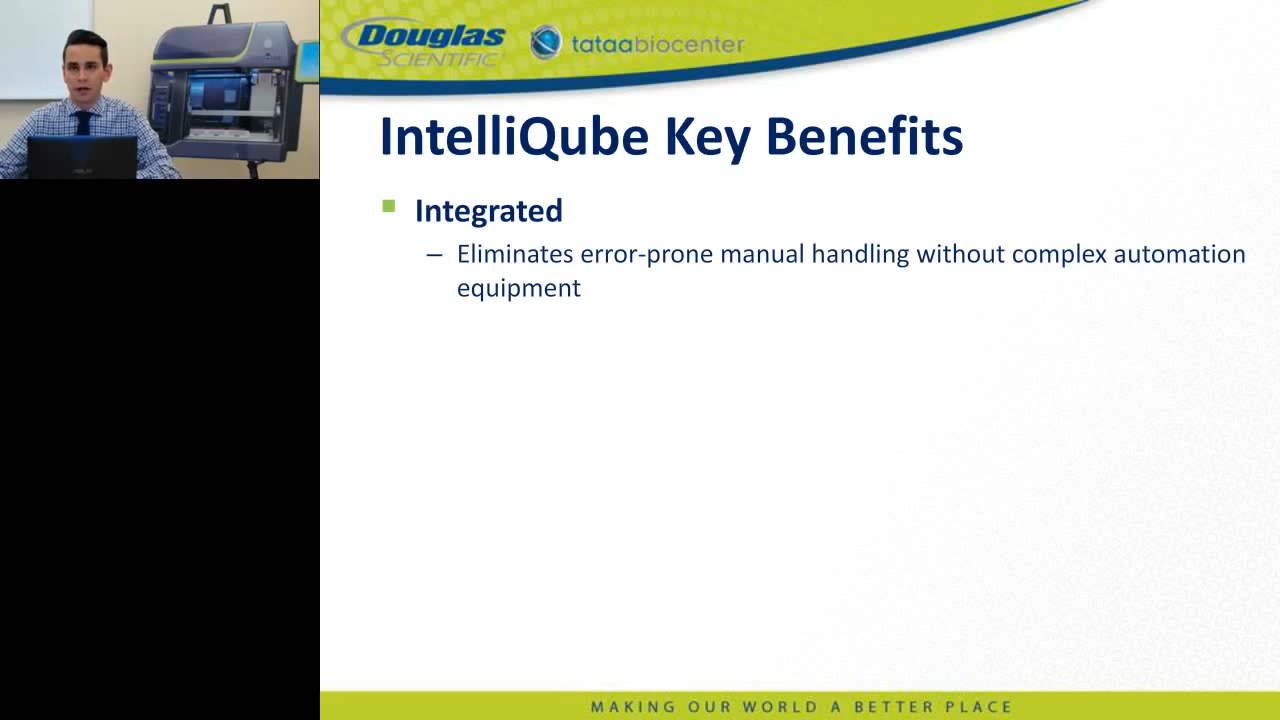 Douglas
SCIENTIFIC
tataabiocenter
IntelliQube Key Benefits
Integrated
– Eliminates error-prone manual handling without complex automation
equipment
MAKING OUR WORLD A BETTER PLACE